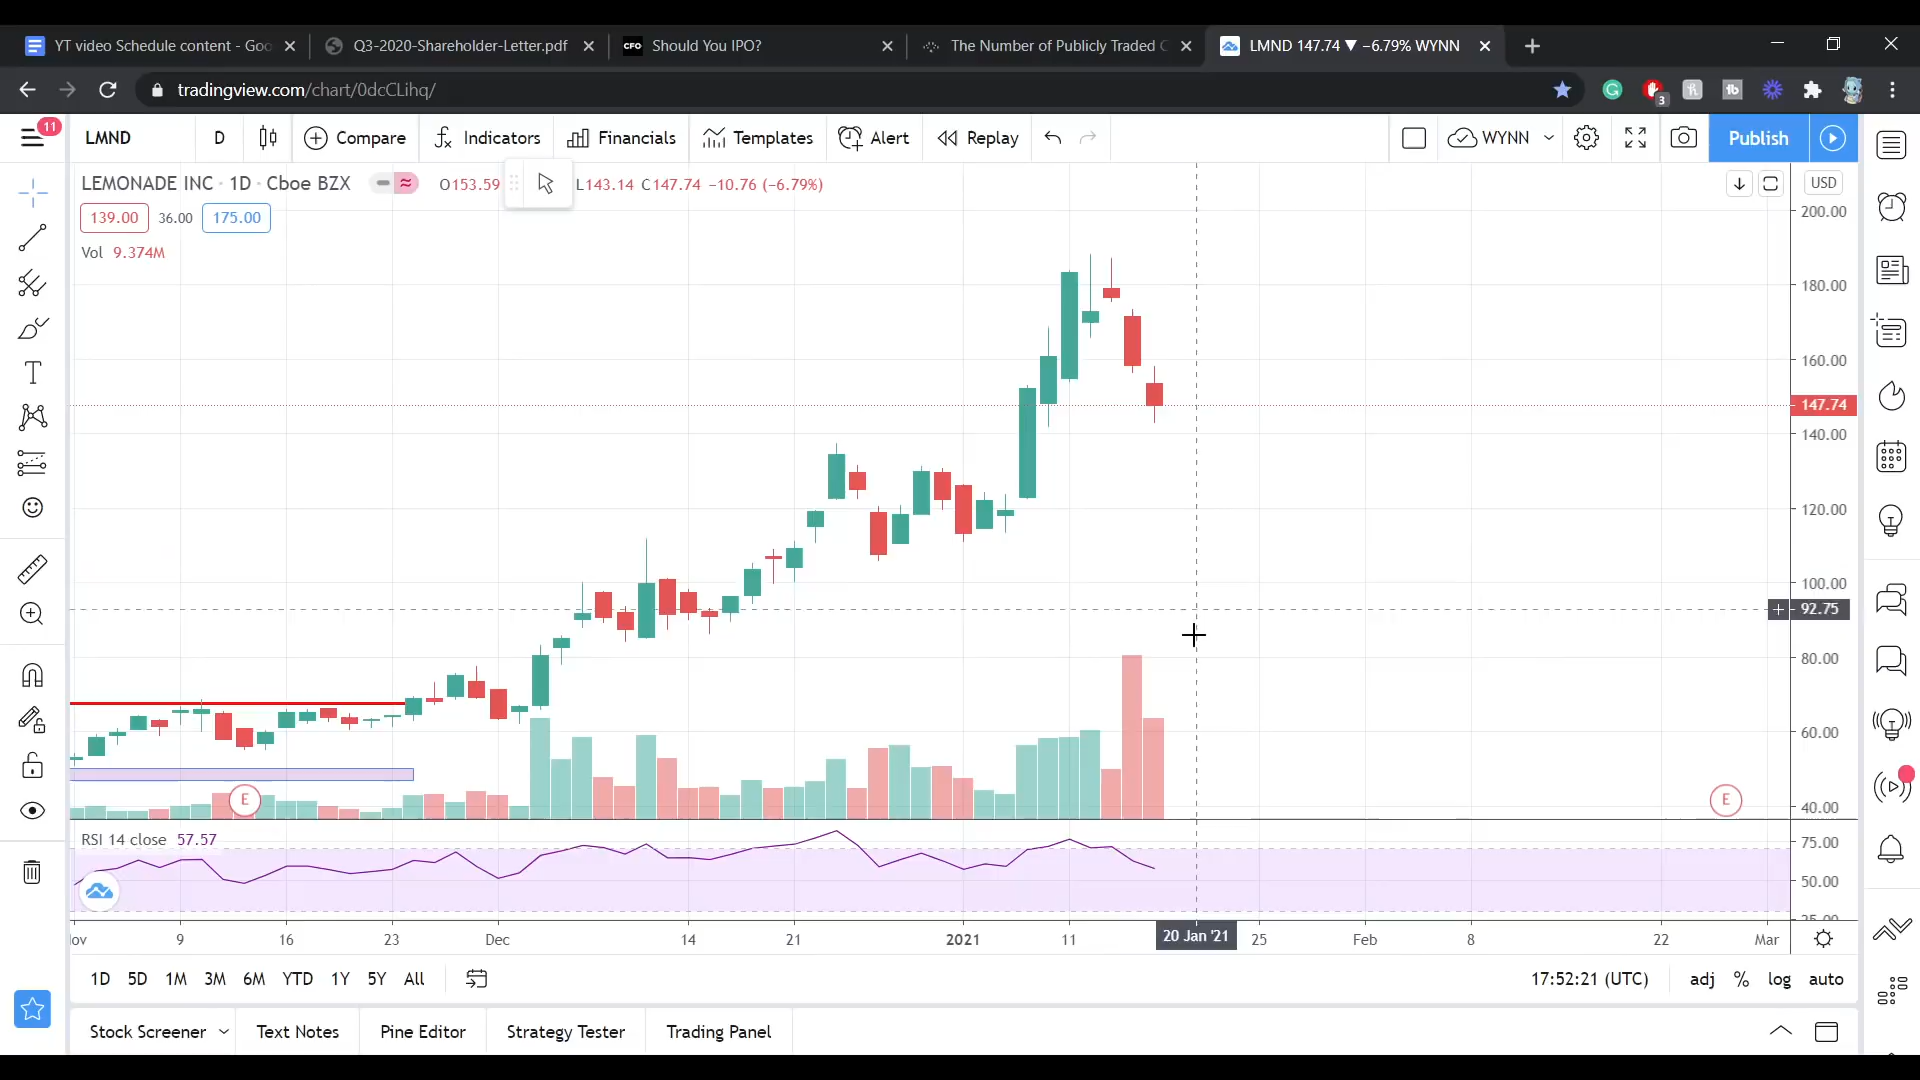 YT video Schedule content - Goo
Q3-2020-Shareholder-Letter.pdf
CFO Should You IPO?
The Number of Publicly Traded C
LMND 147.74 ▼ −6.79% WYNN
tradingview.com/chart/0dcCLihq/
3
tb
11
LMND D Compare Indicators Financials Templates Alert Replay WYNN Publish
LEMONADE INC · 1D · Cboe BZX O153.59 L143.14 C147.74 −10.76 (−6.79%)
USD
139.00 36.00 175.00
Vol 9.374M
200.00
180.00
160.00
147.74
140.00
120.00
100.00
92.75
80.00
60.00
40.00
E E
RSI 14 close 57.57
75.00
50.00
25.00
9 16 23 Dec 14 21 2021 11 20 Jan '21 25 Feb 8 22 Mar
1D 5D 1M 3M 6M YTD 1Y 5Y All 17:52:21 (UTC) adj % log auto
Stock Screener Text Notes Pine Editor Strategy Tester Trading Panel